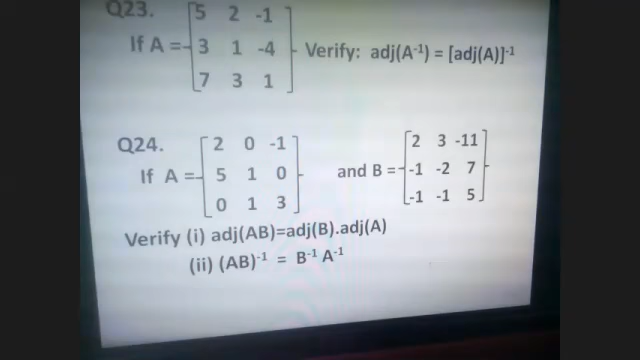 Q23.
5 2 -1
If A = 3 1 -4 Verify: adj(A⁻¹) = [adj(A)]⁻¹
7 3 1
Q24.
2 0 -1
If A = 5 1 0
0 1 3
and B =
2 3 -11
-1 -2 7
-1 -1 5
Verify (i) adj(AB)=adj(B).adj(A)
(ii) (AB)⁻¹ = B⁻¹ A⁻¹